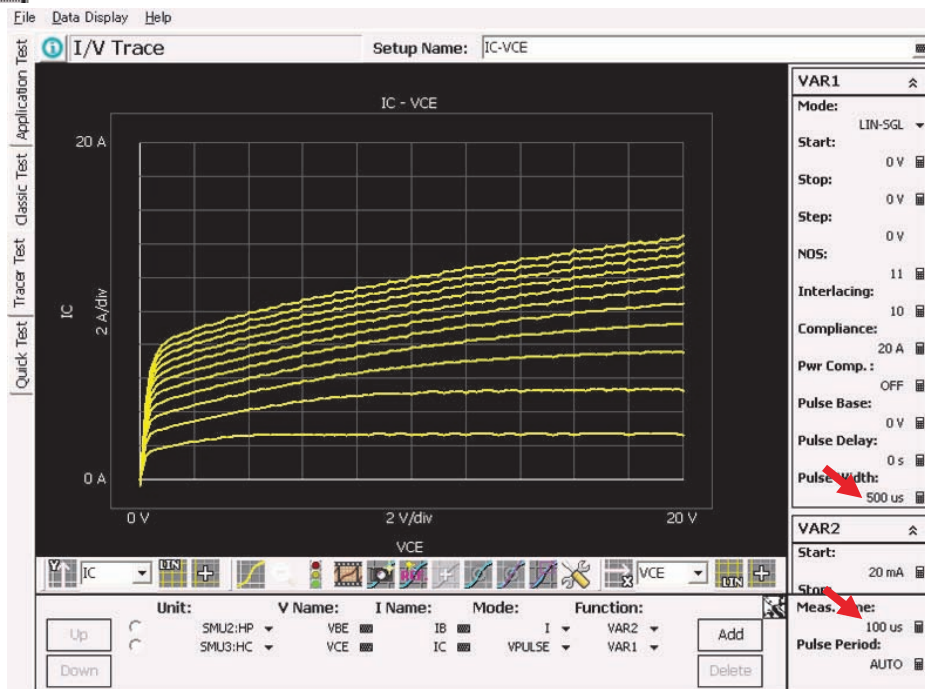 File Data Display Help
I/V Trace
Setup Name: IC-VCE
Application Test
Classic Test
Tracer Test
Quick Test
IC - VCE
20 A
IC
2 A/div
0 A
0 V
2 V/div
20 V
VCE
VAR1
Mode:
LIN-SGL
Start:
0 V
Stop:
0 V
Step:
0 V
NOS:
11
Interlacing:
10
Compliance:
20 A
Pwr Comp. :
OFF
Pulse Base:
0 V
Pulse Delay:
0 s
Pulse Width:
500 us
VAR2
Start:
20 mA
Stop
Meas. Time:
100 us
Pulse Period:
AUTO
Y IC LIN X VCE LIN
Unit: V Name: I Name: Mode: Function:
Up SMU2:HP VBE IB I VAR2 Add
SMU3:HC VCE IC VPULSE VAR1
Down Delete